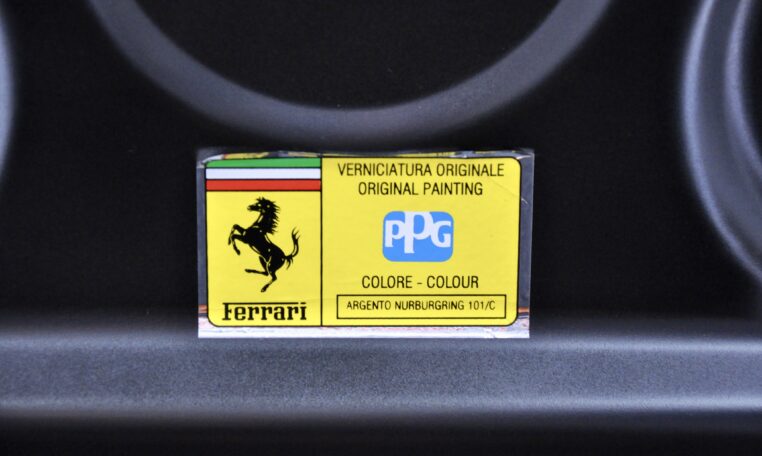 VERNICIATURA ORIGINALE
ORIGINAL PAINTING
PPG
COLORE - COLOUR
ARGENTO NURBURGRING 101/C
Ferrari